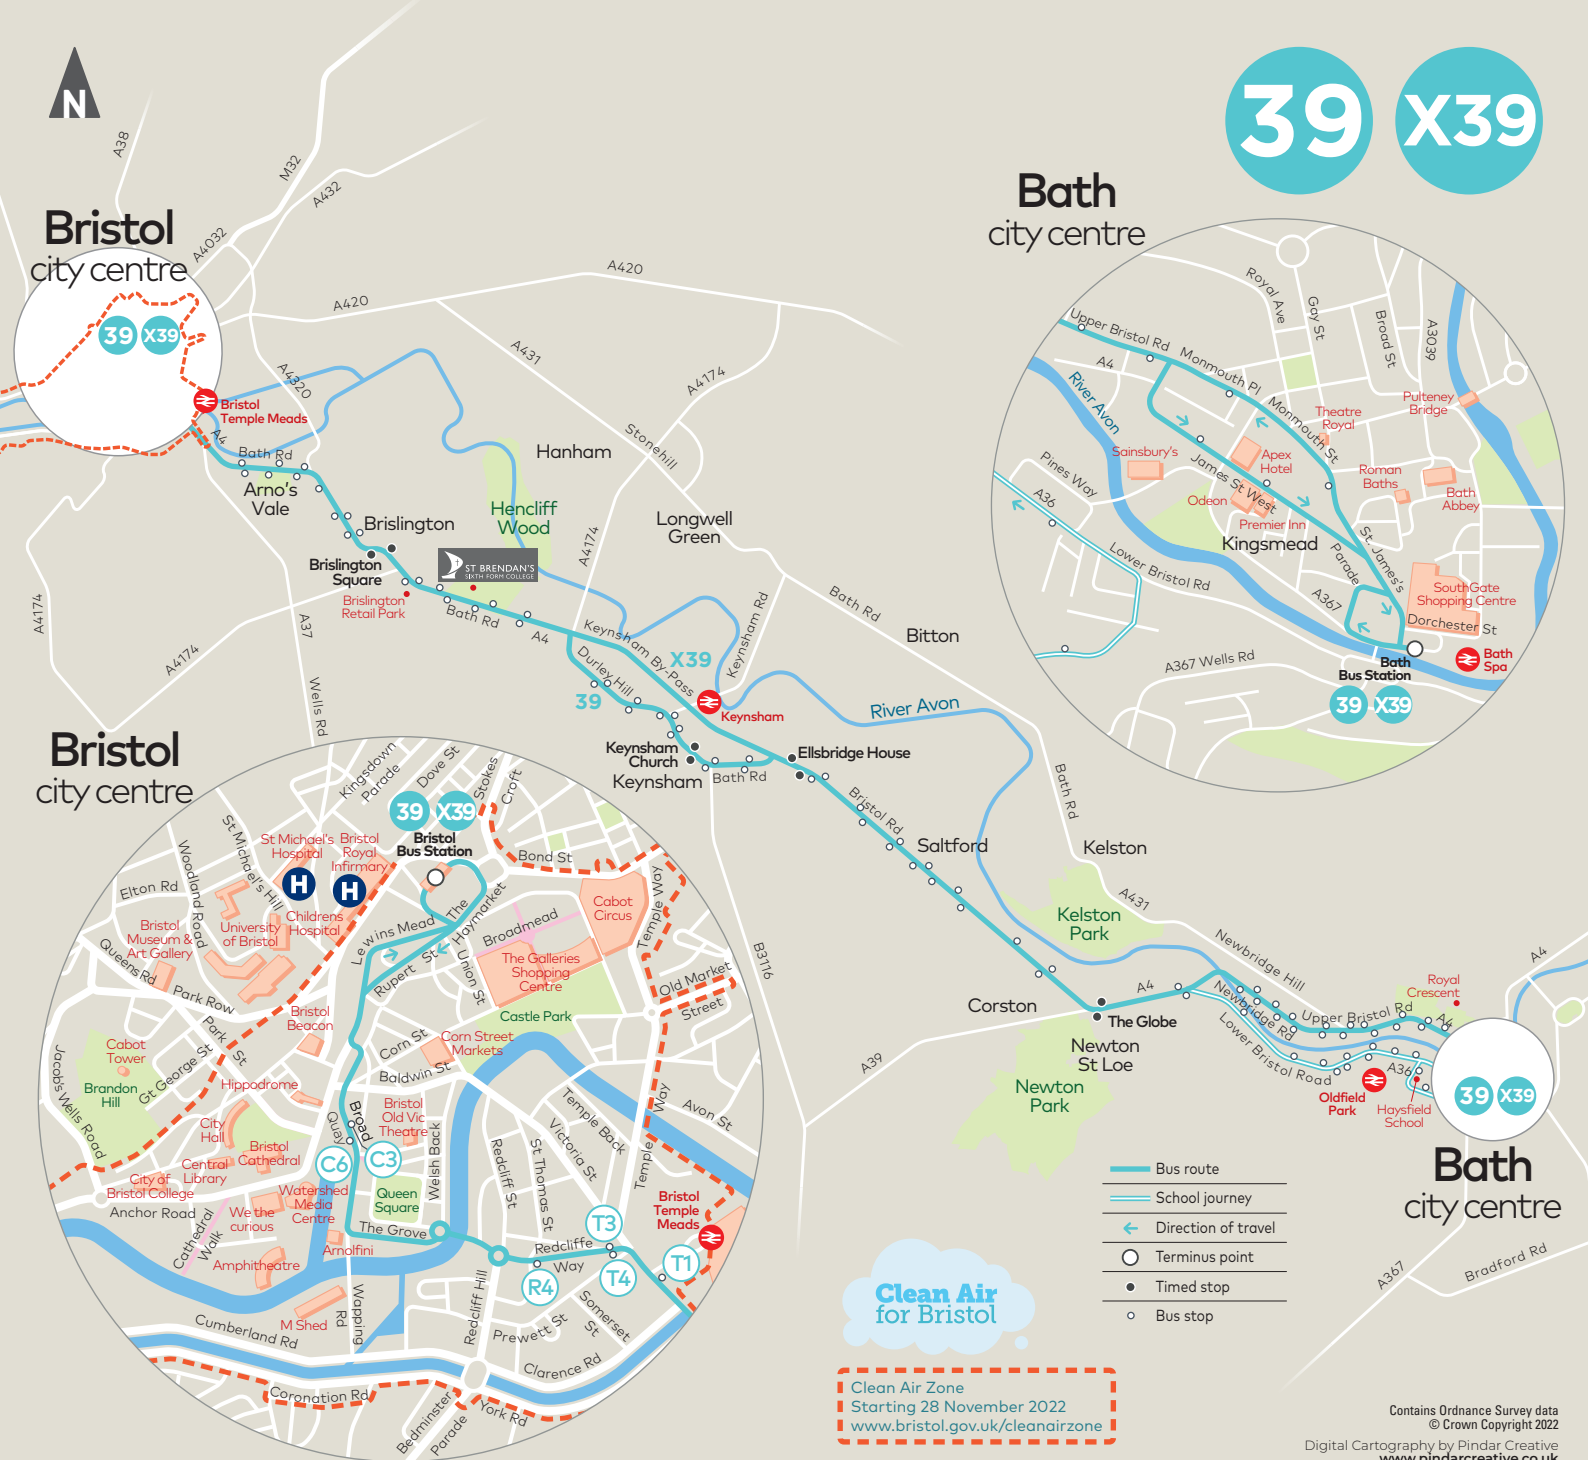 N
39
X39
Bristol
city centre
39
X39
Bristol
Temple Meads
A38
M32
A432
A4032
A420
A420
A4320
A431
A4174
Stonehill
A4
Bath Rd
Arno's
Vale
Brislington
Brislington
Square
Brislington
Retail Park
ST BRENDAN'S
SIXTH FORM COLLEGE
Hencliff
Wood
Hanham
Longwell
Green
A4174
Bath Rd
A4
A4174
A4174
A37
Wells Rd
Keynsham By-Pass
X39
Durley Hill
39
Keynsham Rd
Keynsham
Keynsham
Church
Keynsham
Bath Rd
Ellsbridge House
Bath Rd
Bitton
River Avon
Bath Rd
Bristol Rd
Saltford
Kelston
A431
Kelston
Park
B3116
Corston
A39
The Globe
A4
Newton
St Loe
Newton
Park
Newbridge Hill
Newbridge Rd
Lower Bristol Road
Upper Bristol Rd
A4
Royal
Crescent
A4
A36
Oldfield
Park
Haysfield
School
39
X39
Bath
city centre
A367
Bradford Rd
Bath
city centre
Upper Bristol Rd
A4
Monmouth Pl
Monmouth St
Royal Ave
Gay St
Broad St
A3039
River Avon
Theatre
Royal
Pulteney
Bridge
Sainsbury's
Apex
Hotel
Roman
Baths
Bath
Abbey
Pines Way
A36
James St West
Odeon
Premier Inn
Kingsmead
Lower Bristol Rd
Parade
St. James's
A367
SouthGate
Shopping Centre
Dorchester St
A367 Wells Rd
Bath
Bus Station
Bath
Spa
39
X39
Bristol
city centre
Kingsdown
Parade
Dove St
Stokes
Croft
39
X39
Bristol
Bus Station
St Michael's
Hospital
H
Bristol
Royal
Infirmary
H
Childrens
Hospital
St Michael's Hill
Woodland Road
Elton Rd
University
of Bristol
Bristol
Museum &
Art Gallery
Queens Rd
Park Row
Park St
Bond St
Cabot
Circus
Temple Way
The
Haymarket
Lewins Mead
Rupert St
Union St
Broadmead
The Galleries
Shopping
Centre
Castle Park
Old Market
Street
Bristol
Beacon
Corn St
Corn Street
Markets
Baldwin St
Cabot
Tower
Brandon
Hill
Jacob's Wells Road
Gt George St
Hippodrome
City
Hall
Bristol
Cathedral
Central
Library
City of
Bristol College
Anchor Road
Cathedral
Walk
We the
curious
Watershed
Media
Centre
Amphitheatre
Arnolfini
M Shed
Broad
Quay
Bristol
Old Vic
Theatre
C6
C3
Queen
Square
Welsh Back
The Grove
Redcliff St
St Thomas St
Victoria St
Temple Back
Temple
Way
Avon St
Bristol
Temple
Meads
T3
T1
T4
R4
Redcliffe
Way
Redcliff Hill
Prewett St
Somerset
St
Clarence Rd
Wapping
Rd
Cumberland Rd
Coronation Rd
Bedminster
Parade
York Rd
Clean Air
for Bristol
Clean Air Zone
Starting 28 November 2022
www.bristol.gov.uk/cleanairzone
Bus route
School journey
Direction of travel
Terminus point
Timed stop
Bus stop
Contains Ordnance Survey data
© Crown Copyright 2022
Digital Cartography by Pindar Creative
www.pindarcreative.co.uk